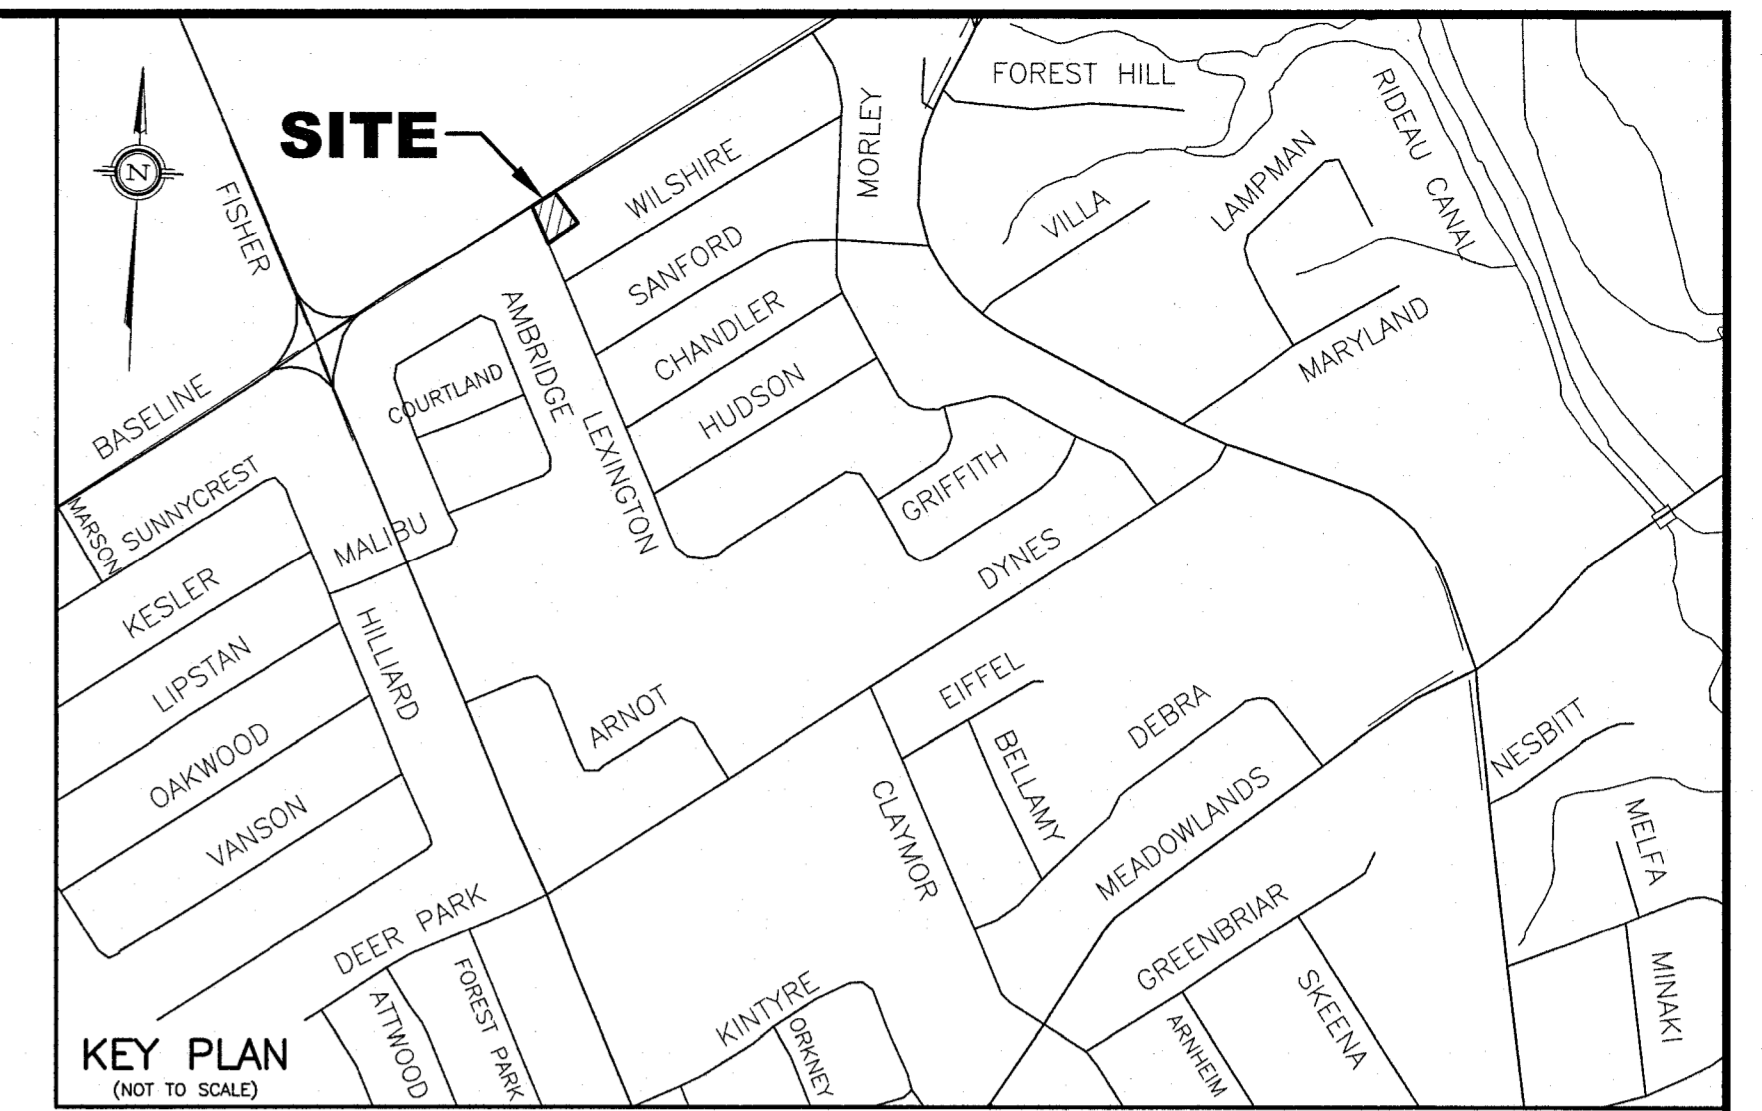 FOREST HILL
RIDEAU CANAL
SITE
MORLEY
N
FISHER
WILSHIRE
LAMPMAN
VILLA
SANFORD
AMBRIDGE
CHANDLER
MARYLAND
COURTLAND
HUDSON
BASELINE
LEXINGTON
SUNNYCREST
MARSON
GRIFFITH
MALIBU
DYNES
KESLER
HILLIARD
LIPSTAN
EIFFEL
ARNOT
DEBRA
BELLAMY
NESBITT
OAKWOOD
CLAYMOR
MEADOWLANDS
VANSON
MELFA
DEER PARK
GREENBRIAR
FOREST PARK
ATTWOOD
KINTYRE
ORKNEY
SKEENA
ARNHEIM
MINAKI
KEY PLAN
(NOT TO SCALE)